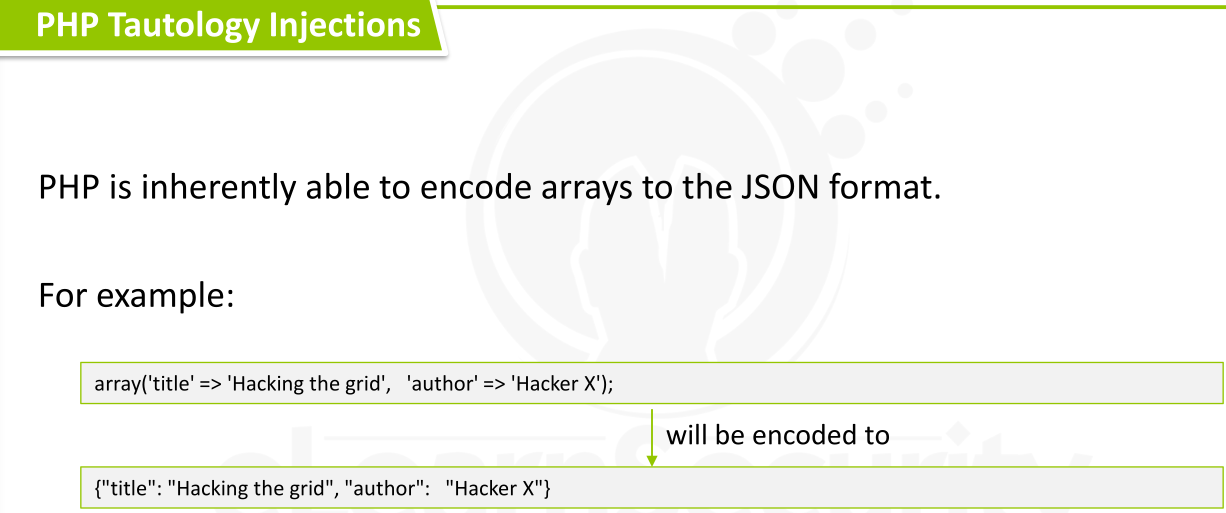 PHP Tautology Injections
PHP is inherently able to encode arrays to the JSON format.
For example:
array('title' => 'Hacking the grid', 'author' => 'Hacker X');
will be encoded to
{"title": "Hacking the grid", "author": "Hacker X"}
eLearnSecurity